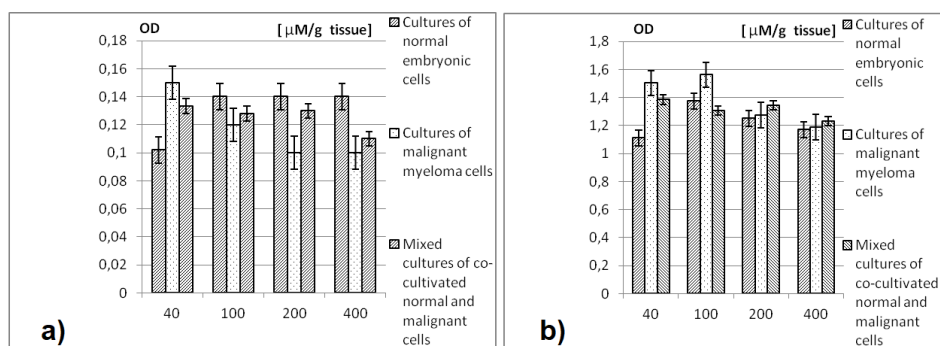 OD [ μM/g tissue]
0,18
0,16
0,14
0,12
0,1
0,08
0,06
0,04
0,02
0
40 100 200 400
Cultures of
normal
embryonic
cells
Cultures of
malignant
myeloma cells
Mixed
cultures of co-
cultivated
normal and
malignant
cells
a)
OD [ μM/g tissue]
1,8
1,6
1,4
1,2
1
0,8
0,6
0,4
0,2
0
40 100 200 400
Cultures of
normal
embryonic
cells
Cultures of
malignant
myeloma
cells
Mixed
cultures of
co-cultivated
normal and
malignant cells
b)